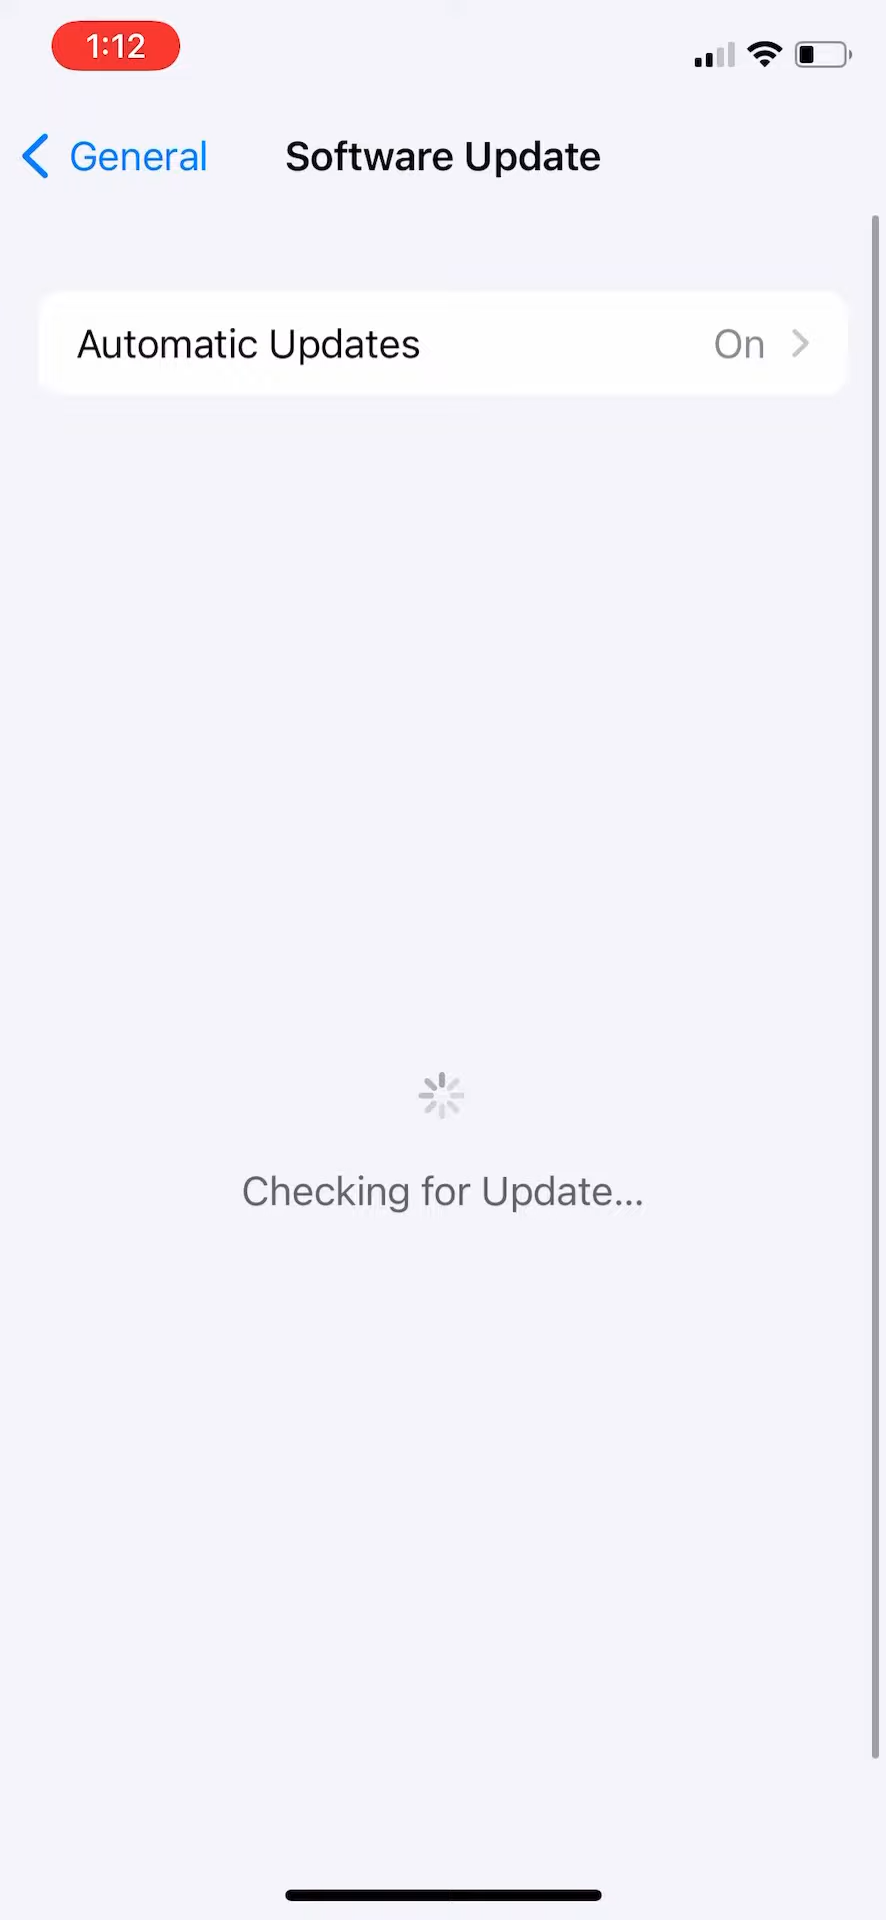 1:12
General
Software Update
Automatic Updates
On
Checking for Update...